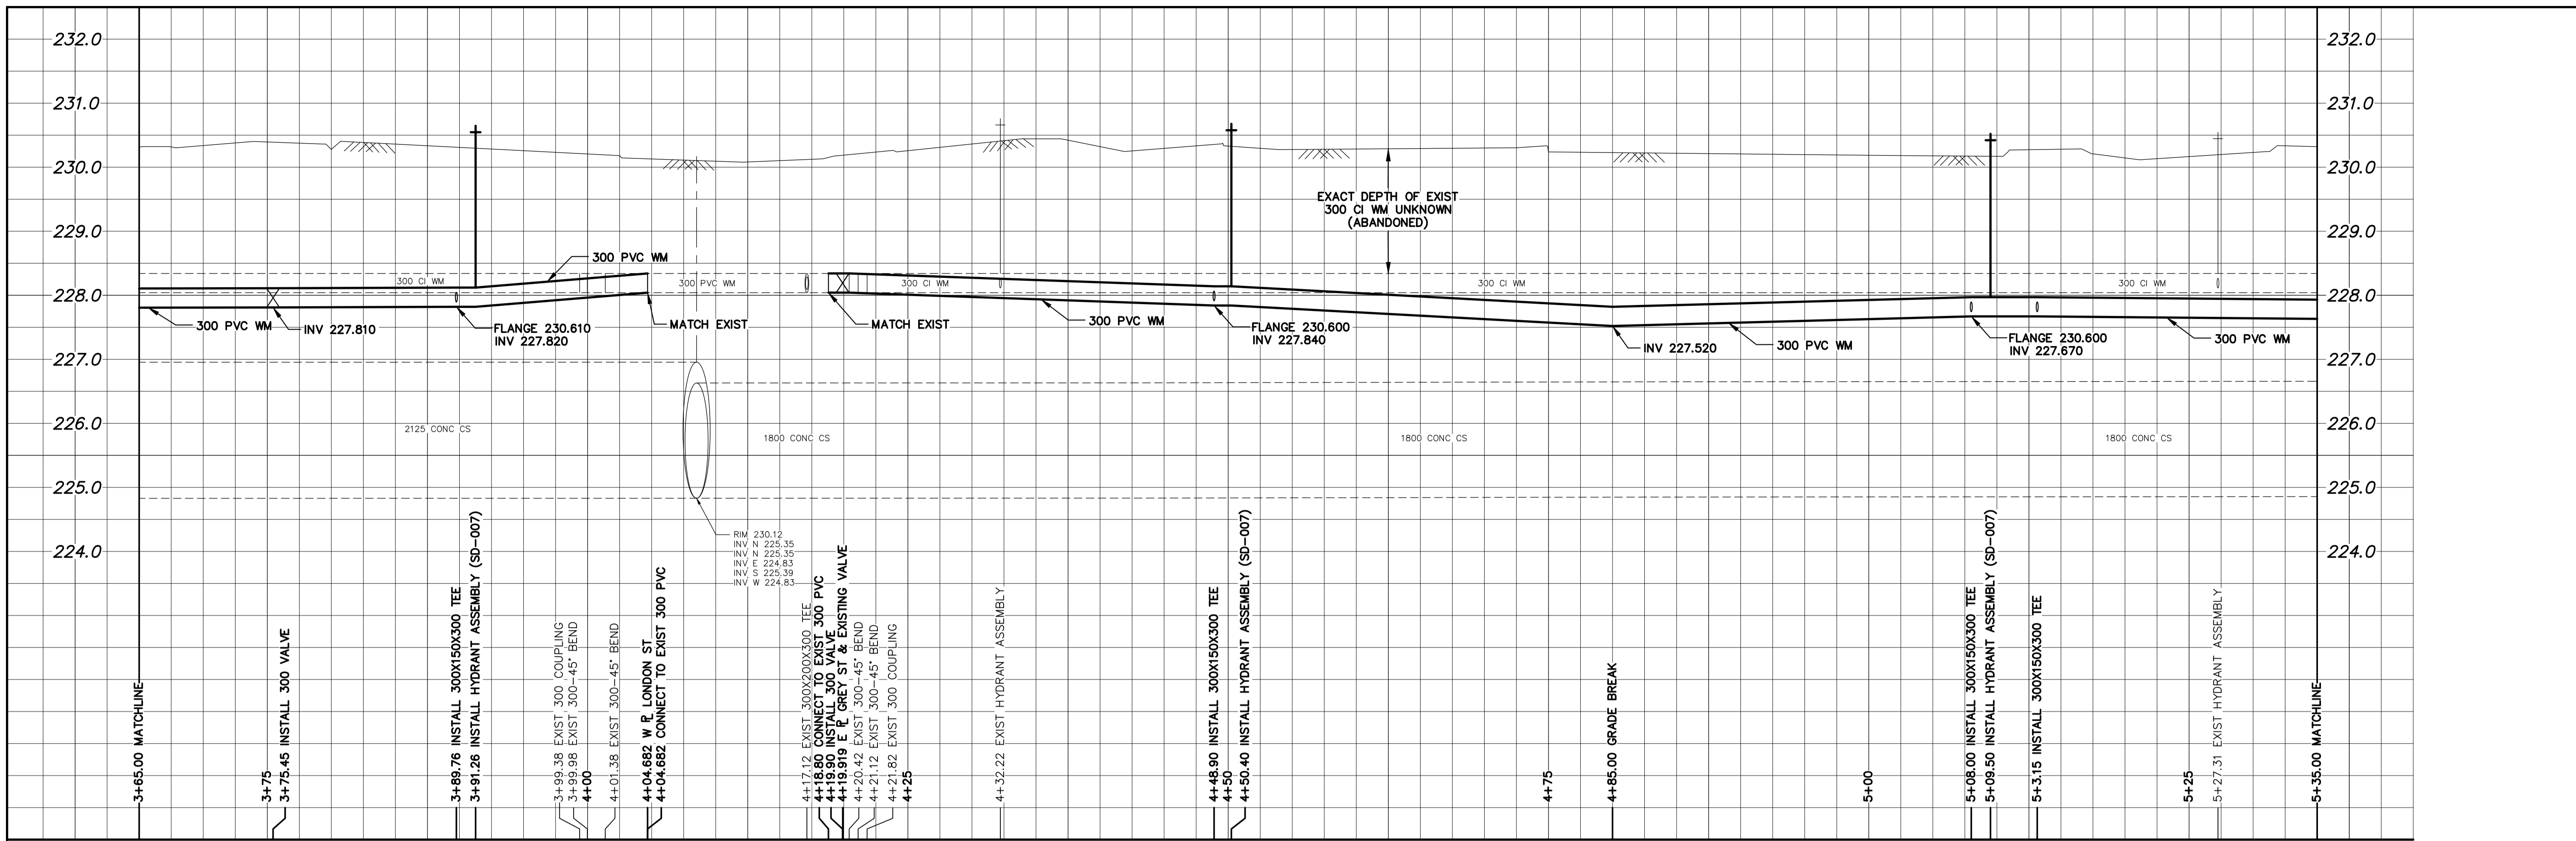 232.0
232.0
231.0
231.0
230.0
230.0
EXACT DEPTH OF EXIST
300 CI WM UNKNOWN
(ABANDONED)
229.0
229.0
300 PVC WM
300 CI WM
300 PVC WM
300 CI WM
300 CI WM
300 CI WM
228.0
228.0
300 PVC WM
INV 227.810
FLANGE 230.610
INV 227.820
MATCH EXIST
MATCH EXIST
300 PVC WM
FLANGE 230.600
INV 227.840
INV 227.520
300 PVC WM
FLANGE 230.600
INV 227.670
300 PVC WM
227.0
227.0
226.0
226.0
2125 CONC CS
1800 CONC CS
1800 CONC CS
1800 CONC CS
225.0
225.0
RIM 230.12
INV N 225.35
INV N 225.35
INV E 224.83
INV S 225.39
INV W 224.83
224.0
224.0
3+65.00 MATCHLINE
3+75
3+75.45 INSTALL 300 VALVE
3+89.76 INSTALL 300X150X300 TEE
3+91.26 INSTALL HYDRANT ASSEMBLY (SD-007)
3+99.38 EXIST 300 COUPLING
3+99.98 EXIST 300-45° BEND
4+00
4+01.38 EXIST 300-45° BEND
4+04.682 W PL LONDON ST
4+04.682 CONNECT TO EXIST 300 PVC
4+17.12 EXIST 300X200X300 TEE
4+18.80 CONNECT TO EXIST 300 PVC
4+19.90 INSTALL 300 VALVE
4+19.919 E PL GREY ST & EXISTING VALVE
4+20.42 EXIST 300-45° BEND
4+21.12 EXIST 300-45° BEND
4+21.82 EXIST 300 COUPLING
4+25
4+32.22 EXIST HYDRANT ASSEMBLY
4+48.90 INSTALL 300X150X300 TEE
4+50
4+50.40 INSTALL HYDRANT ASSEMBLY (SD-007)
4+75
4+85.00 GRADE BREAK
5+00
5+08.00 INSTALL 300X150X300 TEE
5+09.50 INSTALL HYDRANT ASSEMBLY (SD-007)
5+13.15 INSTALL 300X150X300 TEE
5+25
5+27.31 EXIST HYDRANT ASSEMBLY
5+35.00 MATCHLINE